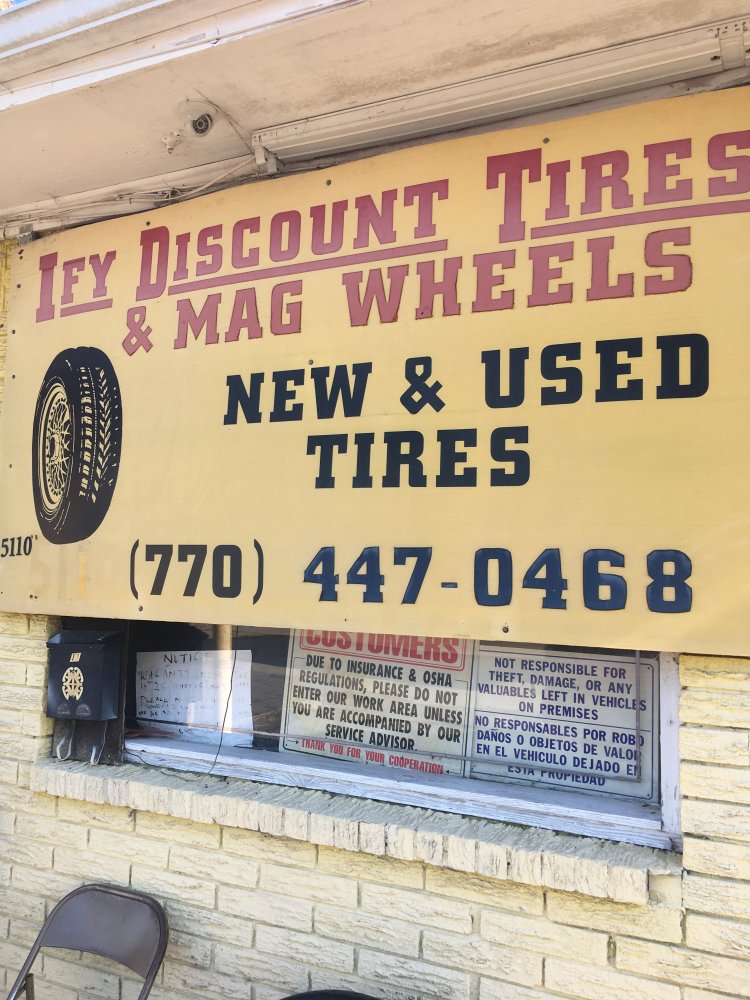 IFY DISCOUNT TIRES
& MAG WHEELS
NEW & USED
TIRES
5110
(770) 447-0468
NOTICE
CUSTOMERS
DUE TO INSURANCE & OSHA
REGULATIONS, PLEASE DO NOT
ENTER OUR WORK AREA UNLESS
YOU ARE ACCOMPANIED BY OUR
SERVICE ADVISOR
THANK YOU FOR YOUR COOPERATION
NOT RESPONSIBLE FOR
THEFT, DAMAGE, OR ANY
VALUABLES LEFT IN VEHICLES
ON PREMISES
NO RESPONSABLES POR ROBO
DAÑOS O OBJETOS DE VALOR
EN EL VEHICULO DEJADO EN
ESTA PROPIEDAD